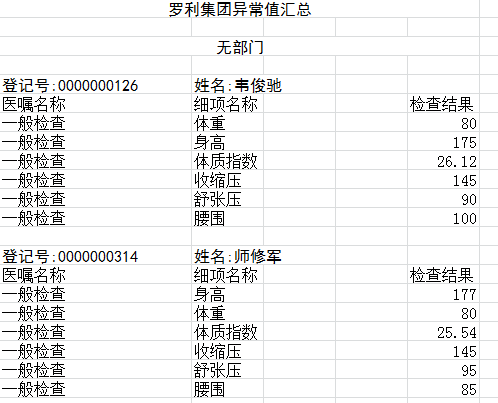 罗利集团异常值汇总
无部门
登记号:0000000126 姓名:韦俊驰
医嘱名称 细项名称 检查结果
一般检查 体重 80
一般检查 身高 175
一般检查 体质指数 26.12
一般检查 收缩压 145
一般检查 舒张压 90
一般检查 腰围 100
登记号:0000000314 姓名:师修军
医嘱名称 细项名称 检查结果
一般检查 身高 177
一般检查 体重 80
一般检查 体质指数 25.54
一般检查 收缩压 145
一般检查 舒张压 95
一般检查 腰围 85